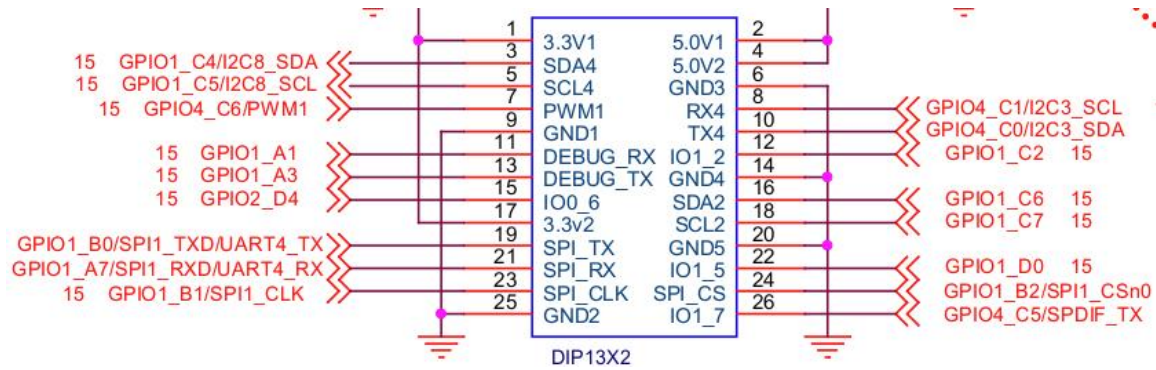 1 3.3V1 5.0V1 2
15 GPIO1_C4/I2C8_SDA 3 SDA4 5.0V2 4
15 GPIO1_C5/I2C8_SCL 5 SCL4 GND3 6
15 GPIO4_C6/PWM1 7 PWM1 RX4 8 GPIO4_C1/I2C3_SCL
9 GND1 TX4 10 GPIO4_C0/I2C3_SDA
15 GPIO1_A1 11 DEBUG_RX IO1_2 12 GPIO1_C2 15
15 GPIO1_A3 13 DEBUG_TX GND4 14
15 GPIO2_D4 15 IO0_6 SDA2 16 GPIO1_C6 15
17 3.3v2 SCL2 18 GPIO1_C7 15
GPIO1_B0/SPI1_TXD/UART4_TX 19 SPI_TX GND5 20
GPIO1_A7/SPI1_RXD/UART4_RX 21 SPI_RX IO1_5 22 GPIO1_D0 15
15 GPIO1_B1/SPI1_CLK 23 SPI_CLK SPI_CS 24 GPIO1_B2/SPI1_CSn0
25 GND2 IO1_7 26 GPIO4_C5/SPDIF_TX
DIP13X2